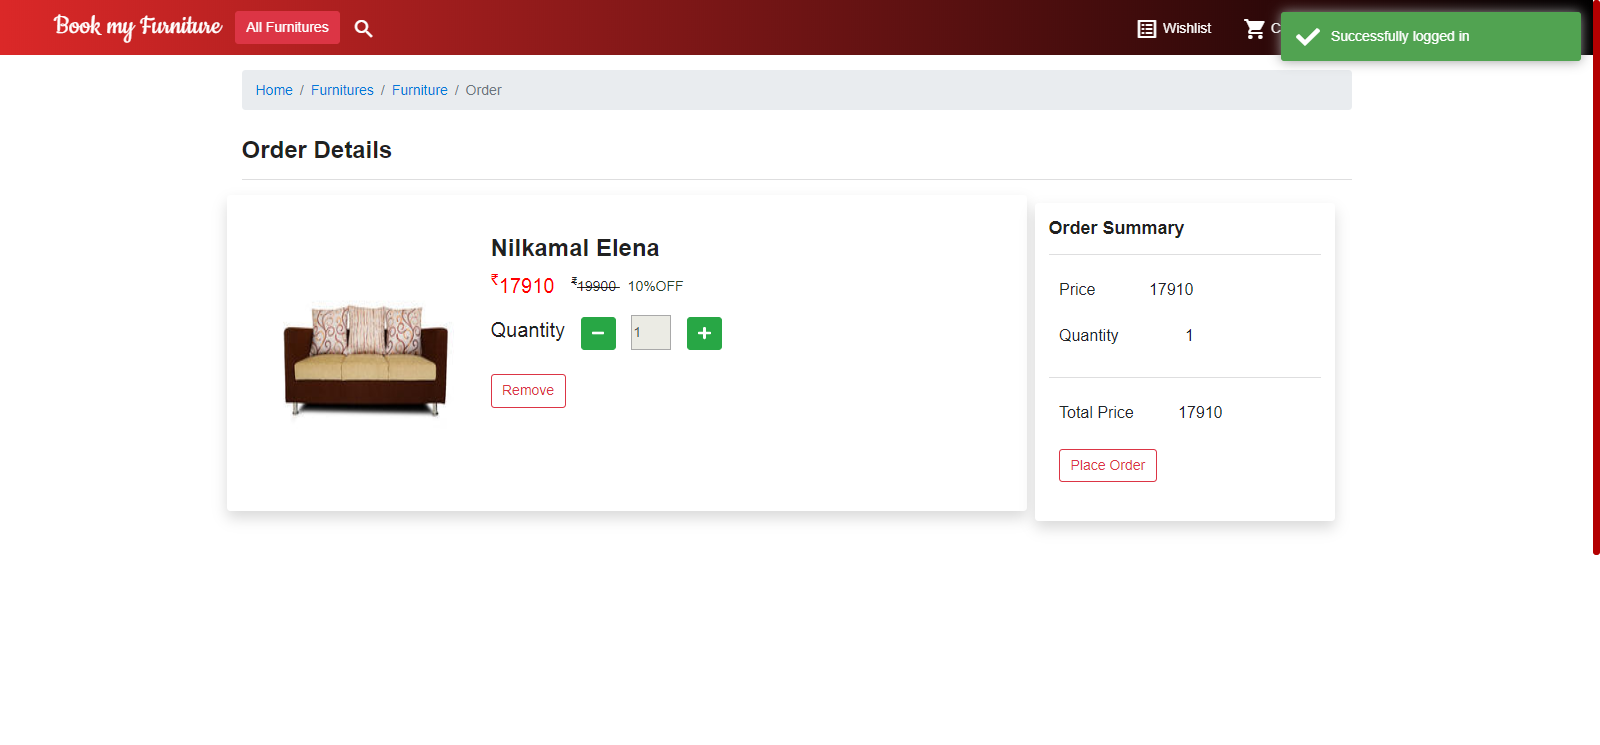 Book my Furniture All Furnitures Wishlist
Successfully logged in
Home / Furnitures / Furniture / Order
Order Details
Nilkamal Elena
₹17910 ₹19900 10%OFF
Quantity 1
Remove
Order Summary
Price 17910
Quantity 1
Total Price 17910
Place Order